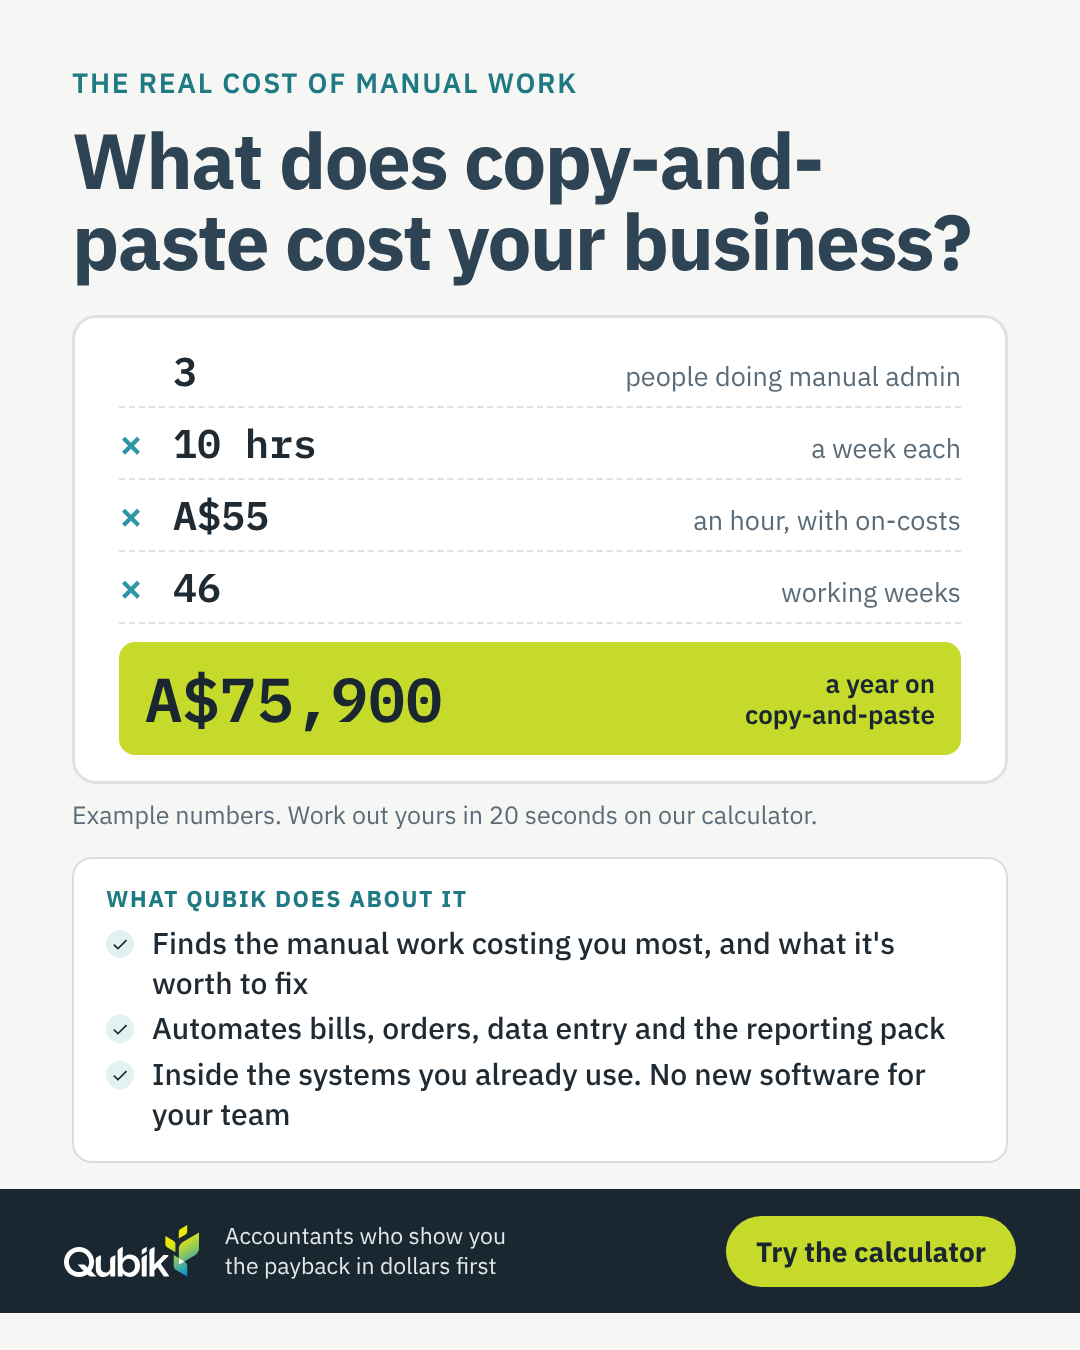 THE REAL COST OF MANUAL WORK
What does copy-and-
paste cost your business?
3 people doing manual admin
× 10 hrs a week each
× A$55 an hour, with on-costs
× 46 working weeks
A$75,900 a year on
copy-and-paste
Example numbers. Work out yours in 20 seconds on our calculator.
WHAT QUBIK DOES ABOUT IT
Finds the manual work costing you most, and what it's
worth to fix
Automates bills, orders, data entry and the reporting pack
Inside the systems you already use. No new software for
your team
Qubik
Accountants who show you
the payback in dollars first
Try the calculator